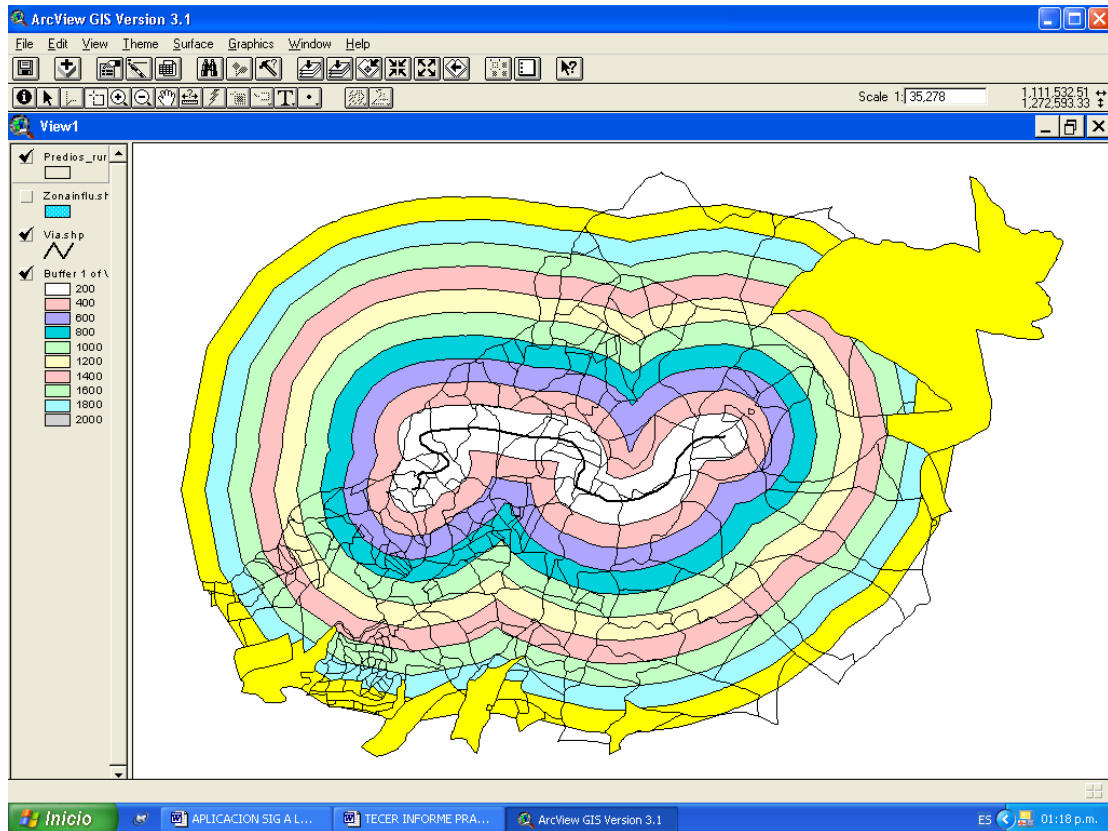 ArcView GIS Version 3.1
File Edit View Theme Surface Graphics Window Help
Scale 1: 35,278
1,111,532.51
1,272,593.33
View1
Predios_rur
Zonainflu.sh
Via.shp
Buffer 1 of \
200
400
600
800
1000
1200
1400
1600
1800
2000
Inicio
APLICACION SIG A L...
TECER INFORME PRA...
ArcView GIS Version 3.1
ES
01:18 p.m.